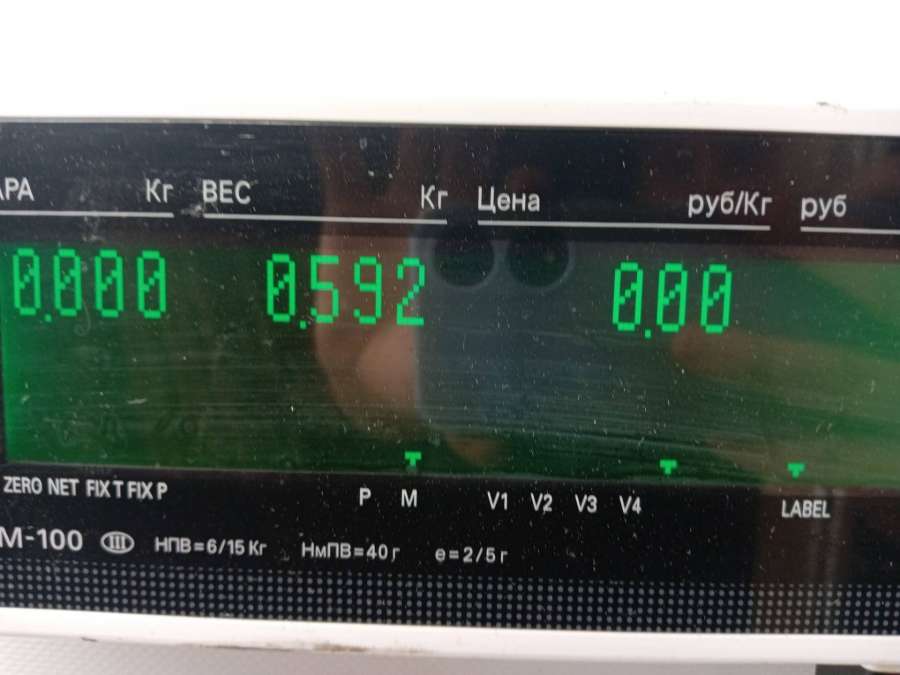 АРА Кг ВЕС Кг Цена руб/Кг руб
0.000 0.592 0.00
ZERO NET FIX T FIX P P M V1 V2 V3 V4 LABEL
М-100 III НПВ=6/15 Кг НмПВ=40 г e=2/5 г